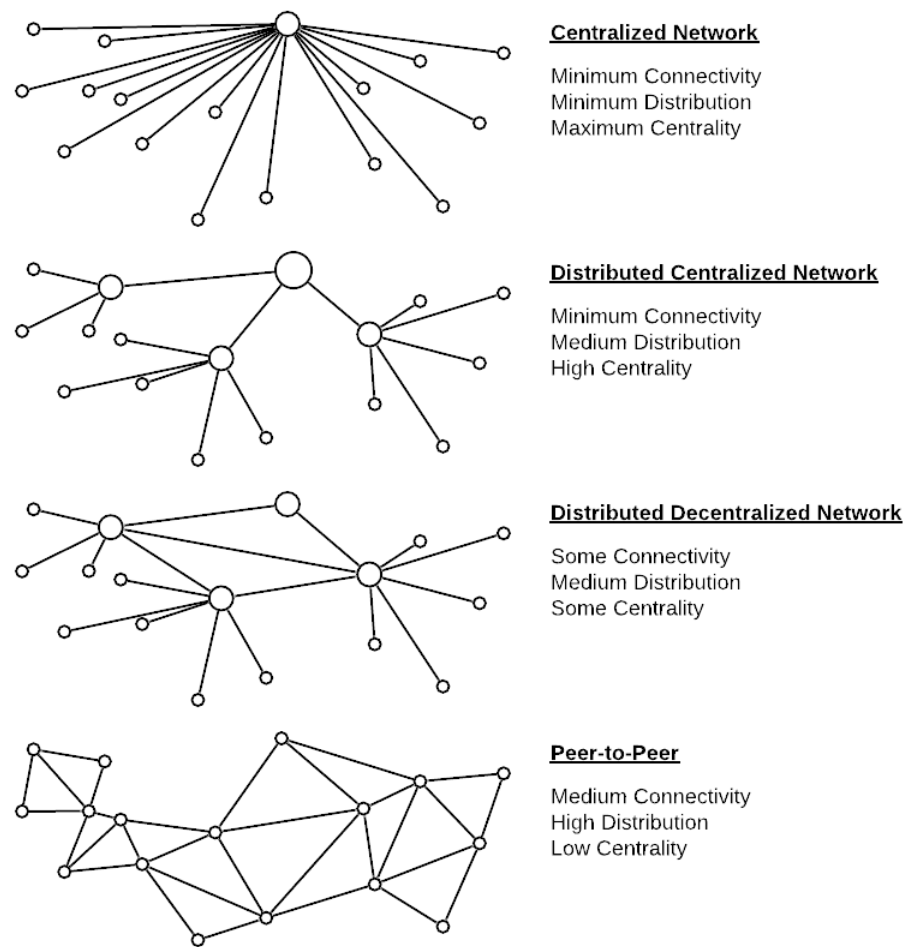 Centralized Network
Minimum Connectivity
Minimum Distribution
Maximum Centrality
Distributed Centralized Network
Minimum Connectivity
Medium Distribution
High Centrality
Distributed Decentralized Network
Some Connectivity
Medium Distribution
Some Centrality
Peer-to-Peer
Medium Connectivity
High Distribution
Low Centrality